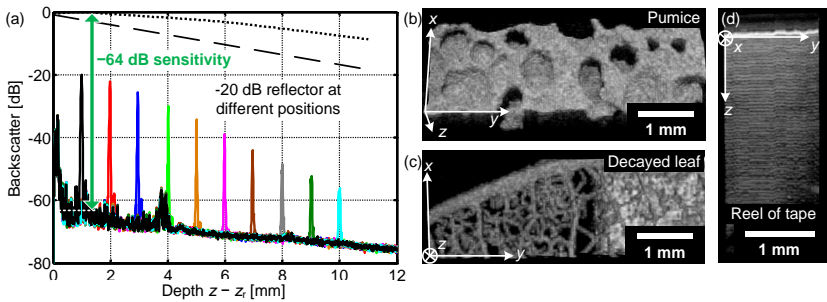 (a)
0
−20
−40
−60
−80
Backscatter [dB]
−64 dB sensitivity
-20 dB reflector at
different positions
0
2
4
6
8
10
12
Depth z − zr [mm]
(b)
Pumice
x
y
z
1 mm
(c)
Decayed leaf
x
z
y
1 mm
(d)
x
y
z
Reel of tape
1 mm